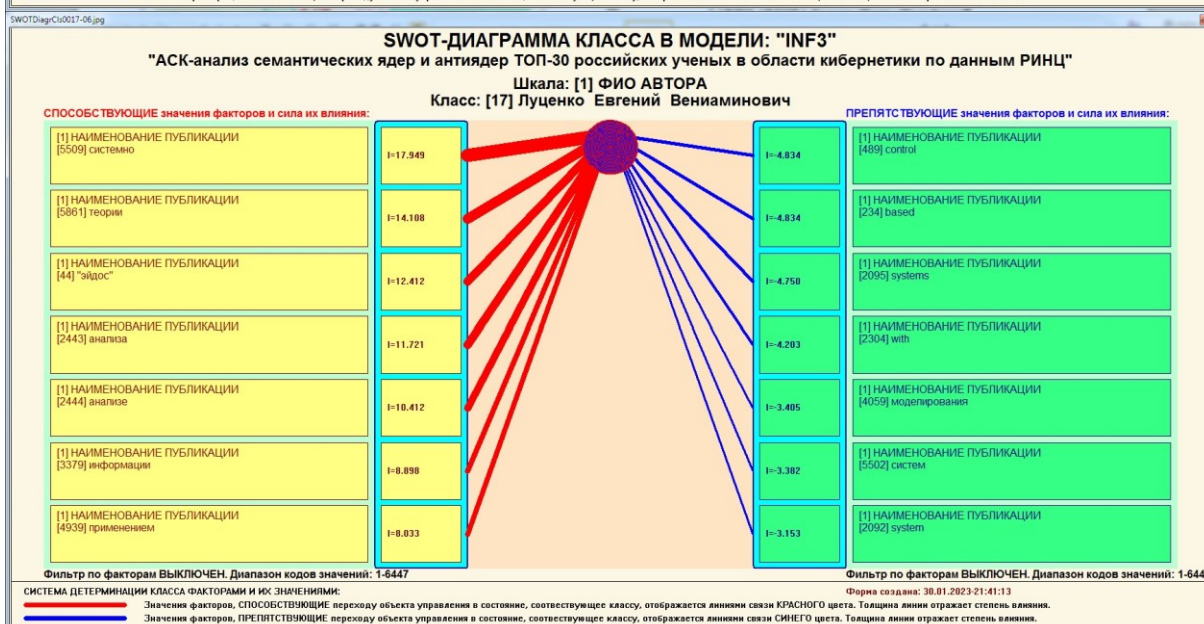 SWOTDiagrCls0017-06.jpg
SWOT-ДИАГРАММА КЛАССА В МОДЕЛИ: "INF3"
"АСК-анализ семантических ядер и антиядер ТОП-30 российских ученых в области кибернетики по данным РИНЦ"
Шкала: [1] ФИО АВТОРА
Класс: [17] Луценко Евгений Вениаминович
СПОСОБСТВУЮЩИЕ значения факторов и сила их влияния:
[1] НАИМЕНОВАНИЕ ПУБЛИКАЦИИ
[5509] системно
I=17.949
[1] НАИМЕНОВАНИЕ ПУБЛИКАЦИИ
[5861] теории
I=14.108
[1] НАИМЕНОВАНИЕ ПУБЛИКАЦИИ
[44] "эйдос"
I=12.412
[1] НАИМЕНОВАНИЕ ПУБЛИКАЦИИ
[2443] анализа
I=11.721
[1] НАИМЕНОВАНИЕ ПУБЛИКАЦИИ
[2444] анализе
I=10.412
[1] НАИМЕНОВАНИЕ ПУБЛИКАЦИИ
[3379] информации
I=8.898
[1] НАИМЕНОВАНИЕ ПУБЛИКАЦИИ
[4939] применением
I=8.033
Фильтр по факторам ВЫКЛЮЧЕН. Диапазон кодов значений: 1-6447
ПРЕПЯТСТВУЮЩИЕ значения факторов и сила их влияния:
I=-4.834
[1] НАИМЕНОВАНИЕ ПУБЛИКАЦИИ
[489] control
I=-4.834
[1] НАИМЕНОВАНИЕ ПУБЛИКАЦИИ
[234] based
I=-4.750
[1] НАИМЕНОВАНИЕ ПУБЛИКАЦИИ
[2095] systems
I=-4.203
[1] НАИМЕНОВАНИЕ ПУБЛИКАЦИИ
[2304] with
I=-3.405
[1] НАИМЕНОВАНИЕ ПУБЛИКАЦИИ
[4059] моделирования
I=-3.382
[1] НАИМЕНОВАНИЕ ПУБЛИКАЦИИ
[5502] систем
I=-3.153
[1] НАИМЕНОВАНИЕ ПУБЛИКАЦИИ
[2092] system
Фильтр по факторам ВЫКЛЮЧЕН. Диапазон кодов значений: 1-644
СИСТЕМА ДЕТЕРМИНАЦИИ КЛАССА ФАКТОРАМИ И ИХ ЗНАЧЕНИЯМИ:
Форма создана: 30.01.2023-21:41:13
Значения факторов, СПОСОБСТВУЮЩИЕ переходу объекта управления в состояние, соотвествующее классу, отображается линиями связи КРАСНОГО цвета. Толщина линии отражает степень влияния.
Значения факторов, ПРЕПЯТСТВУЮЩИЕ переходу объекта управления в состояние, соотвествующее классу, отображается линиями связи СИНЕГО цвета. Толщина линии отражает степень влияния.